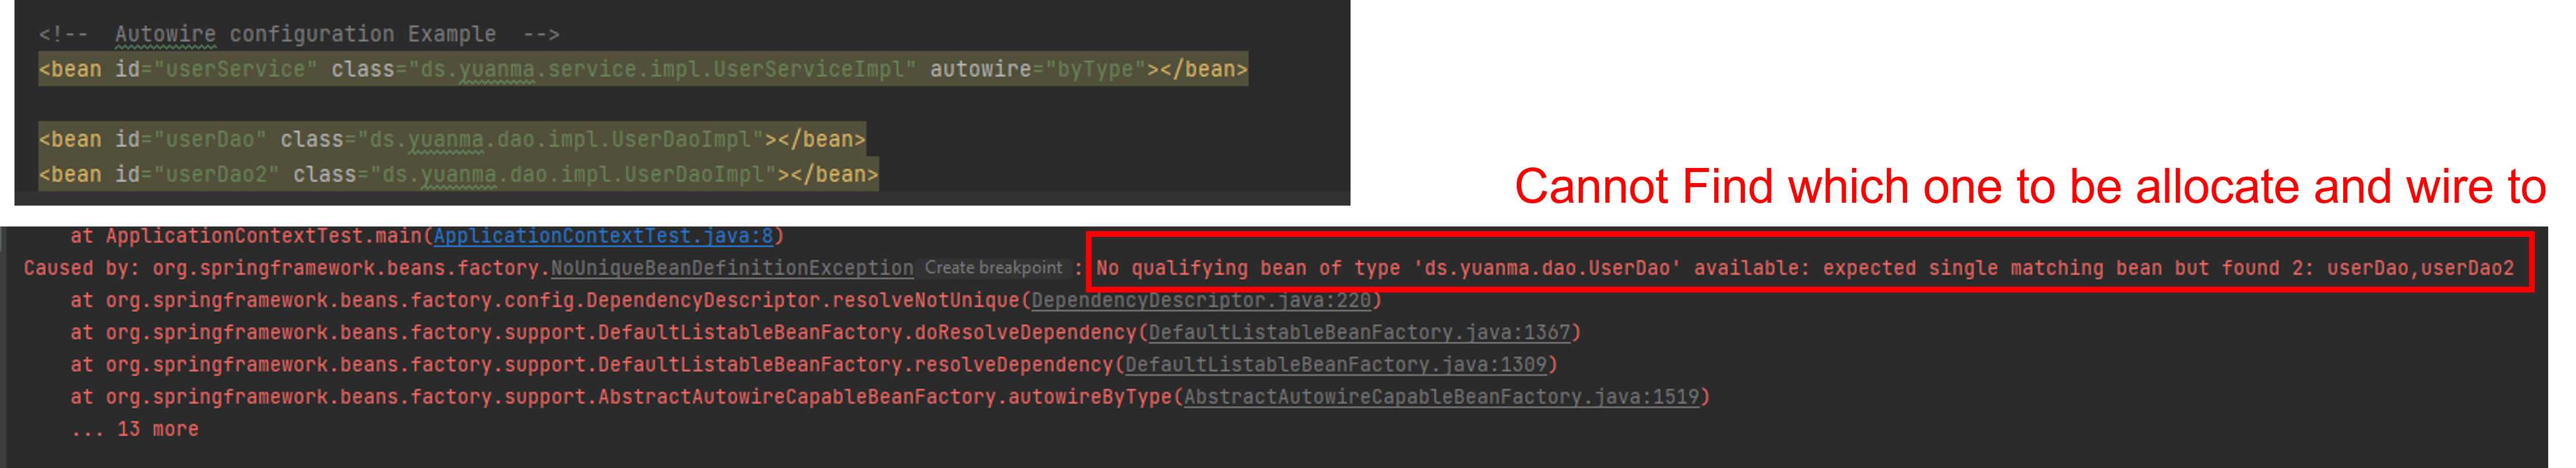 <!--  Autowire configuration Example  -->
<bean id="userService" class="ds.yuanma.service.impl.UserServiceImpl" autowire="byType"></bean>
<bean id="userDao" class="ds.yuanma.dao.impl.UserDaoImpl"></bean>
<bean id="userDao2" class="ds.yuanma.dao.impl.UserDaoImpl"></bean>
Cannot Find which one to be allocate and wire to
at ApplicationContextTest.main(ApplicationContextTest.java:8)
Caused by: org.springframework.beans.factory.NoUniqueBeanDefinitionException Create breakpoint : No qualifying bean of type 'ds.yuanma.dao.UserDao' available: expected single matching bean but found 2: userDao,userDao2
at org.springframework.beans.factory.config.DependencyDescriptor.resolveNotUnique(DependencyDescriptor.java:220)
at org.springframework.beans.factory.support.DefaultListableBeanFactory.doResolveDependency(DefaultListableBeanFactory.java:1367)
at org.springframework.beans.factory.support.DefaultListableBeanFactory.resolveDependency(DefaultListableBeanFactory.java:1309)
at org.springframework.beans.factory.support.AbstractAutowireCapableBeanFactory.autowireByType(AbstractAutowireCapableBeanFactory.java:1519)
... 13 more